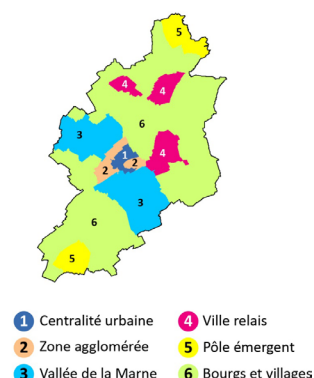 5
4
4
6
3
1
4
2
2
3
6
5
1 Centralité urbaine
4 Ville relais
2 Zone agglomérée
5 Pôle émergent
3 Vallée de la Marne
6 Bourgs et villages